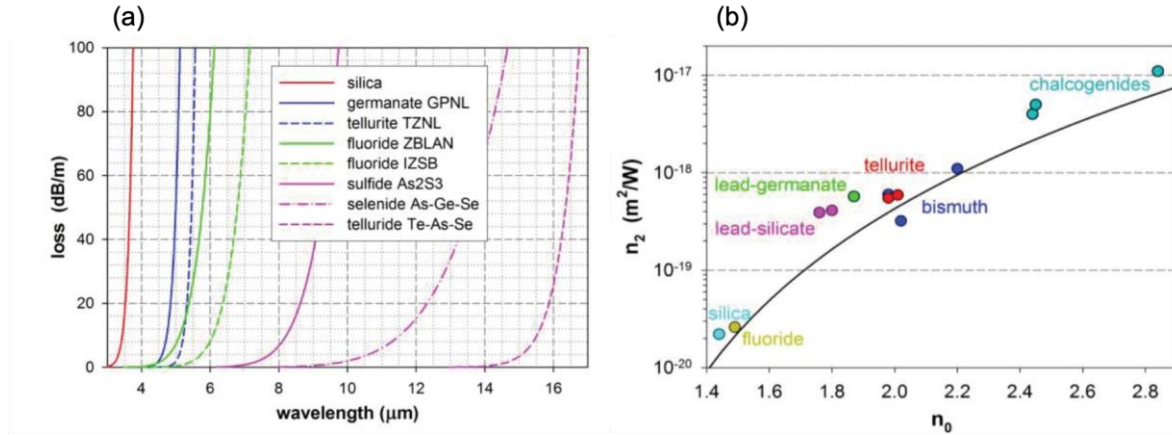 (a)
(b)
100
80
60
40
20
0
loss (dB/m)
4
6
8
10
12
14
16
wavelength (μm)
silica
germanate GPNL
tellurite TZNL
fluoride ZBLAN
fluoride IZSB
sulfide As2S3
selenide As-Ge-Se
telluride Te-As-Se
10-17
10-18
10-19
10-20
n2 (m2/W)
chalcogenides
tellurite
lead-germanate
bismuth
lead-silicate
silica
fluoride
1.4
1.6
1.8
2.0
2.2
2.4
2.6
2.8
n0